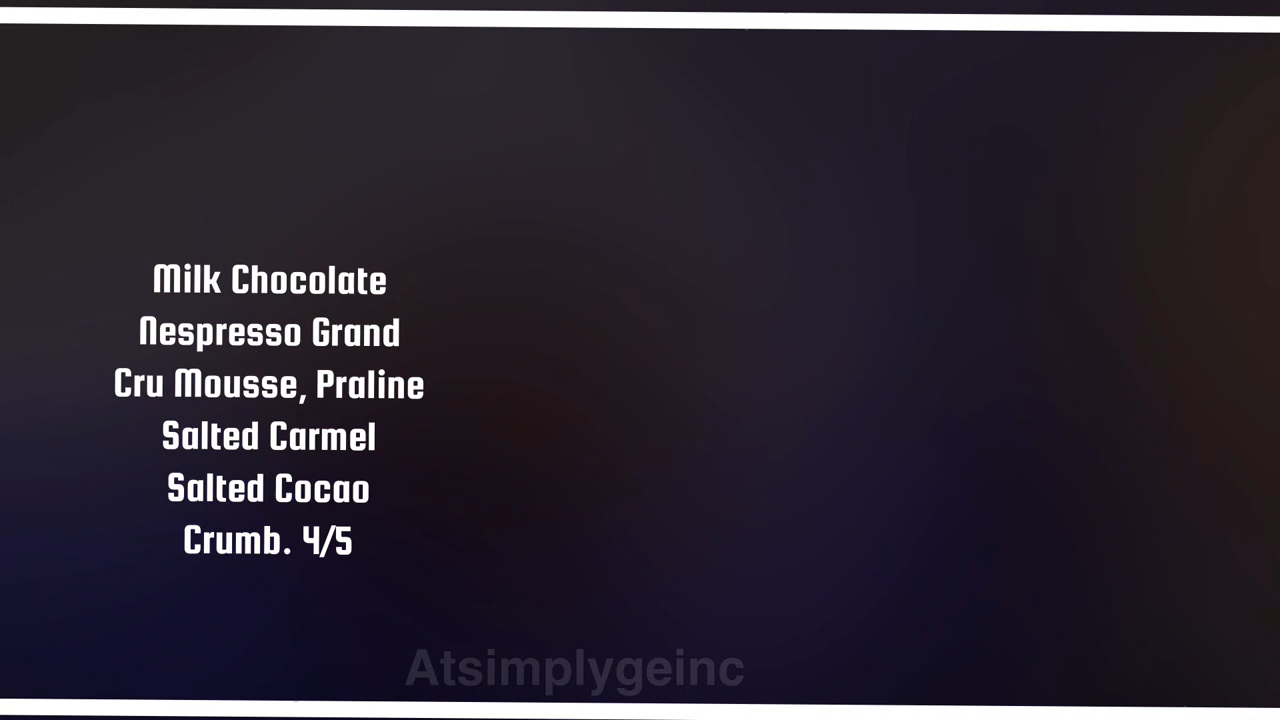 Milk Chocolate
Nespresso Grand
Cru Mousse, Praline
Salted Carmel
Salted Cocao
Crumb. 4/5
Atsimplygeinc